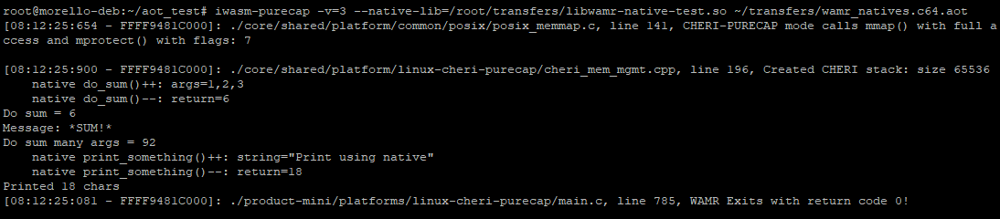 root@morello-deb:~/aot_test# iwasm-purecap -v=3 --native-lib=/root/transfers/libwamr-native-test.so ~/transfers/wamr_natives.c64.aot
[08:12:25:654 - FFFF9481C000]: ./core/shared/platform/common/posix/posix_memmap.c, line 141, CHERI-PURECAP mode calls mmap() with full a
ccess and mprotect() with flags: 7
[08:12:25:900 - FFFF9481C000]: ./core/shared/platform/linux-cheri-purecap/cheri_mem_mgmt.cpp, line 196, Created CHERI stack: size 65536
    native do_sum()++: args=1,2,3
    native do_sum()--: return=6
Do sum = 6
Message: *SUM!*
Do sum many args = 92
    native print_something()++: string="Print using native"
    native print_something()--: return=18
Printed 18 chars
[08:12:25:081 - FFFF9481C000]: ./product-mini/platforms/linux-cheri-purecap/main.c, line 785, WAMR Exits with return code 0!